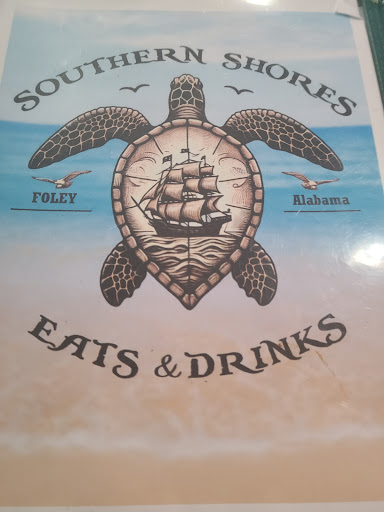 SOUTHERN SHORES
FOLEY Alabama
EATS & DRINKS